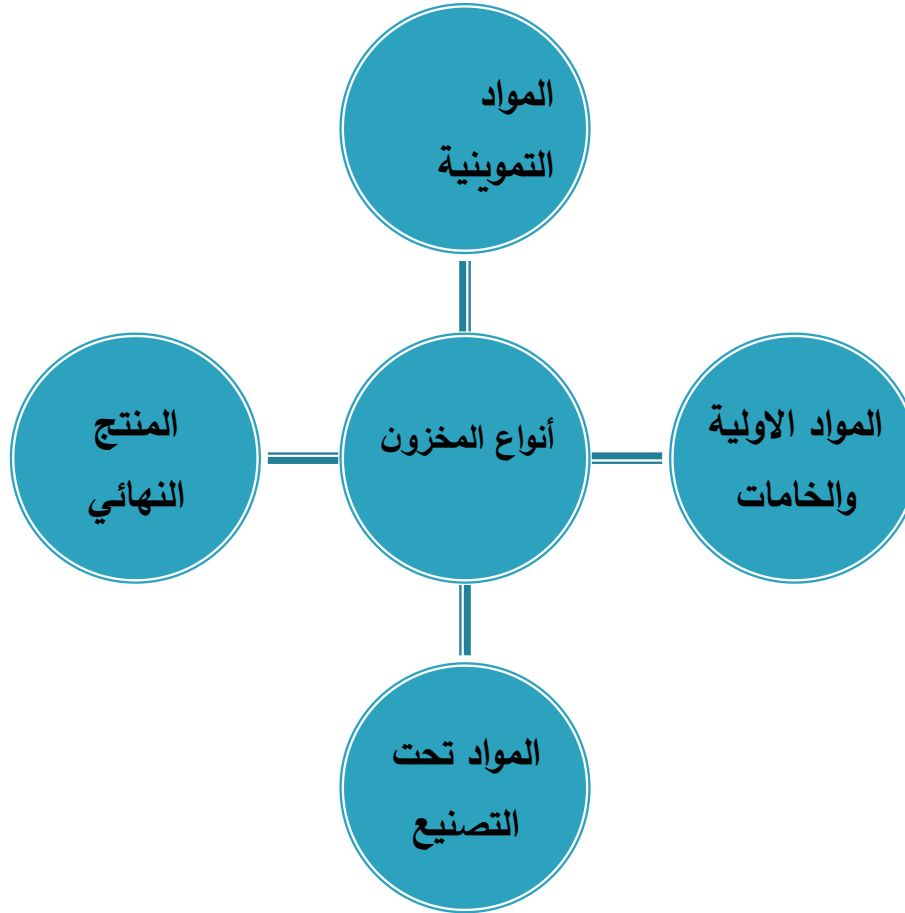 المواد
التموينية
أنواع المخزون
المواد الاولية
والخامات
المنتج
النهائي
المواد تحت
التصنيع